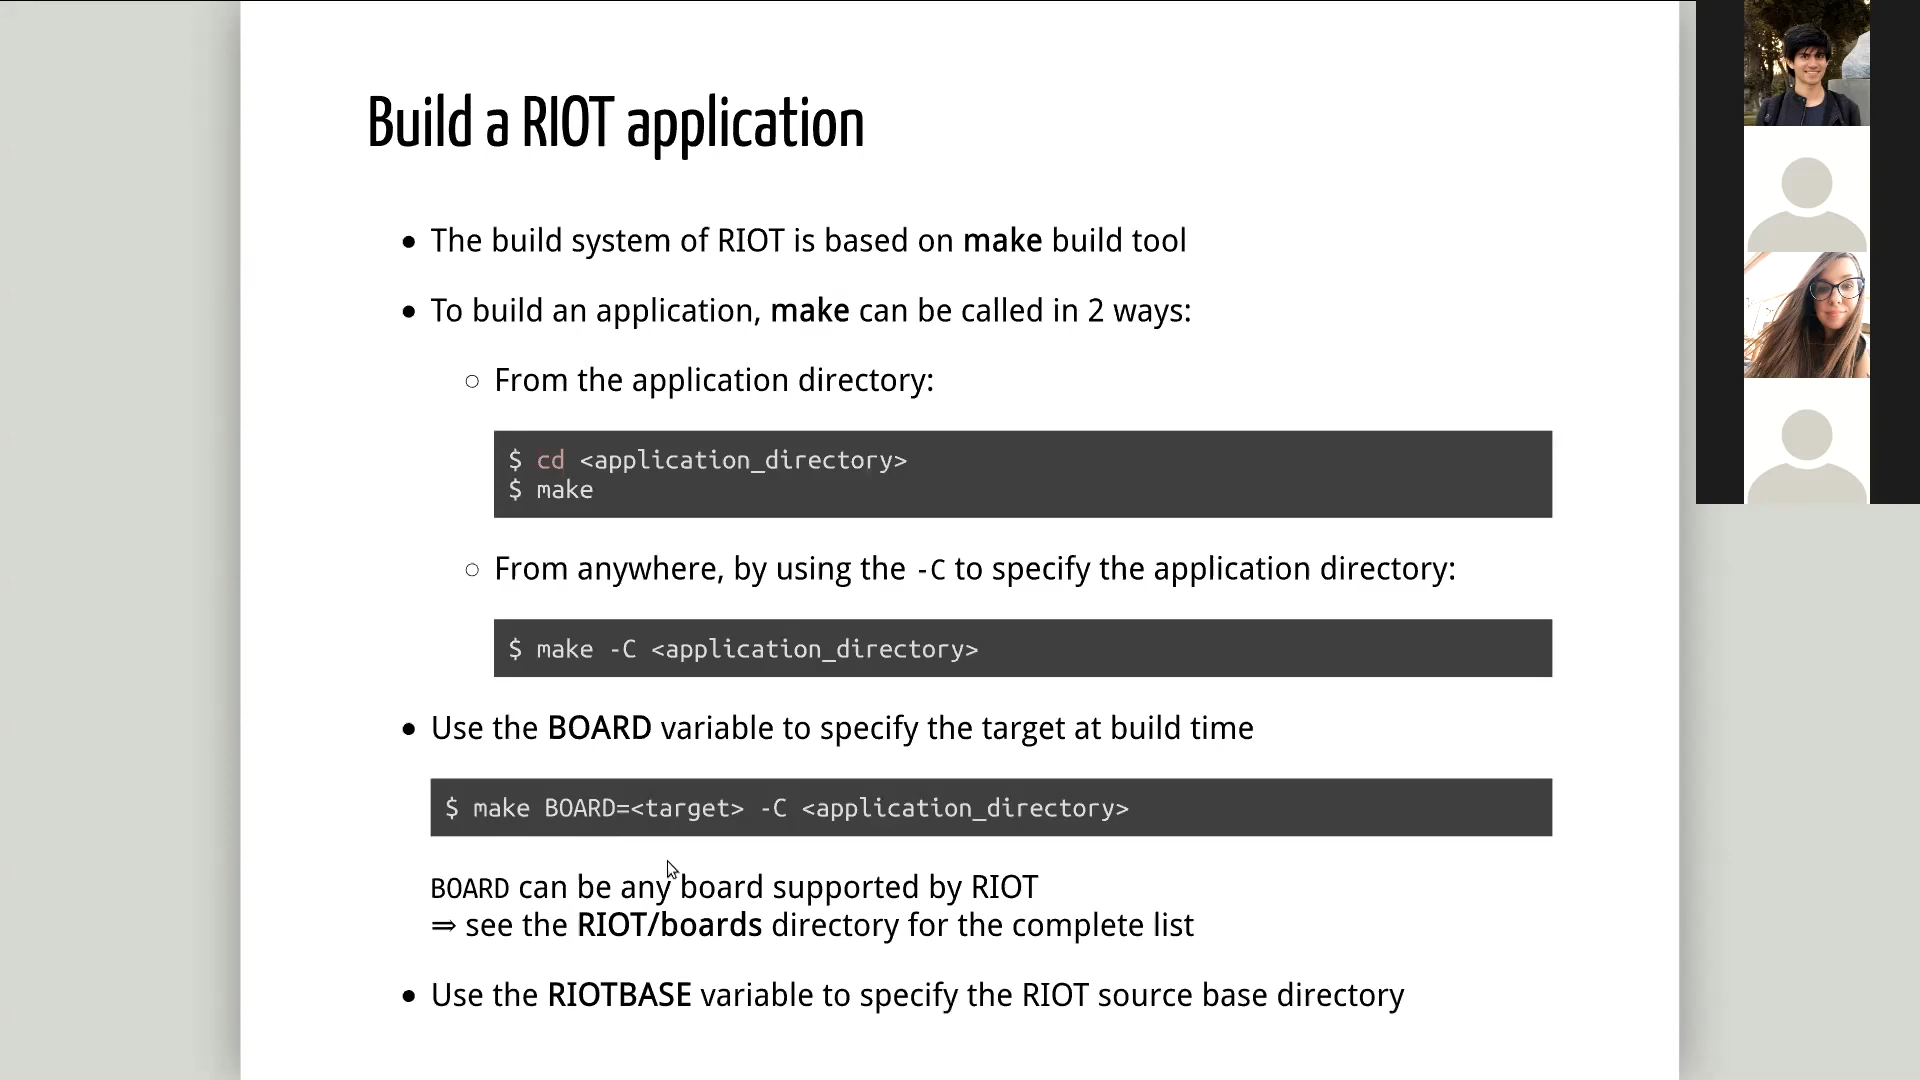 Build a RIOT application
• The build system of RIOT is based on make build tool
• To build an application, make can be called in 2 ways:
○ From the application directory:
$ cd <application_directory>
$ make
○ From anywhere, by using the -C to specify the application directory:
$ make -C <application_directory>
• Use the BOARD variable to specify the target at build time
$ make BOARD=<target> -C <application_directory>
BOARD can be any board supported by RIOT
⇒ see the RIOT/boards directory for the complete list
• Use the RIOTBASE variable to specify the RIOT source base directory